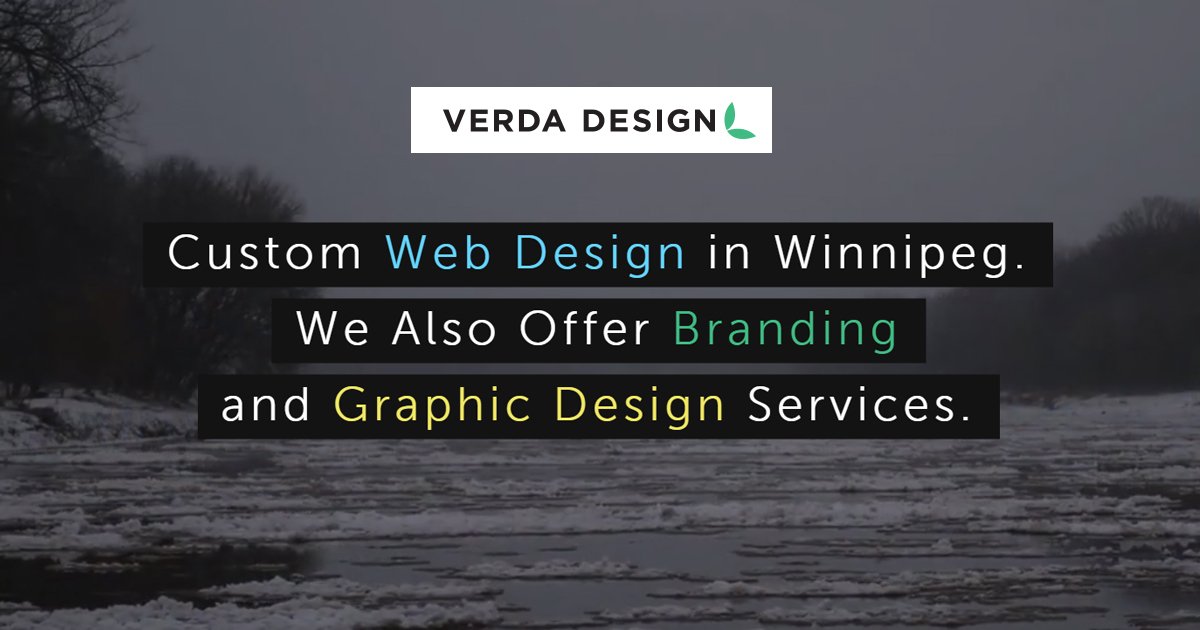 VERDA DESIGN
Custom Web Design in Winnipeg.
We Also Offer Branding
and Graphic Design Services.